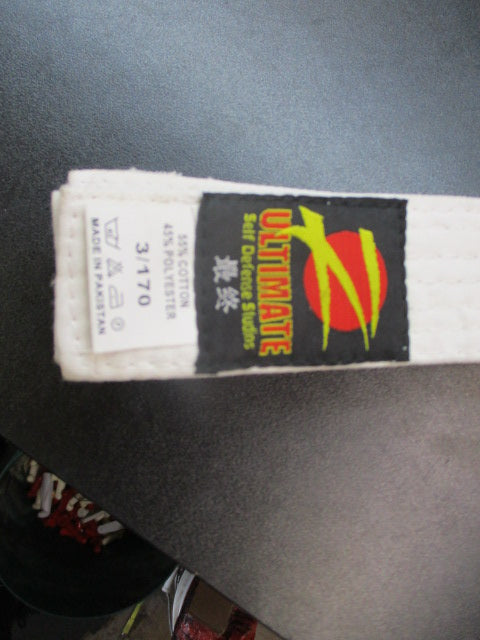 ULTIMATE
Self Defense Studios
最終
55% COTTON
45% POLYESTER
3/170
MADE IN PAKISTAN